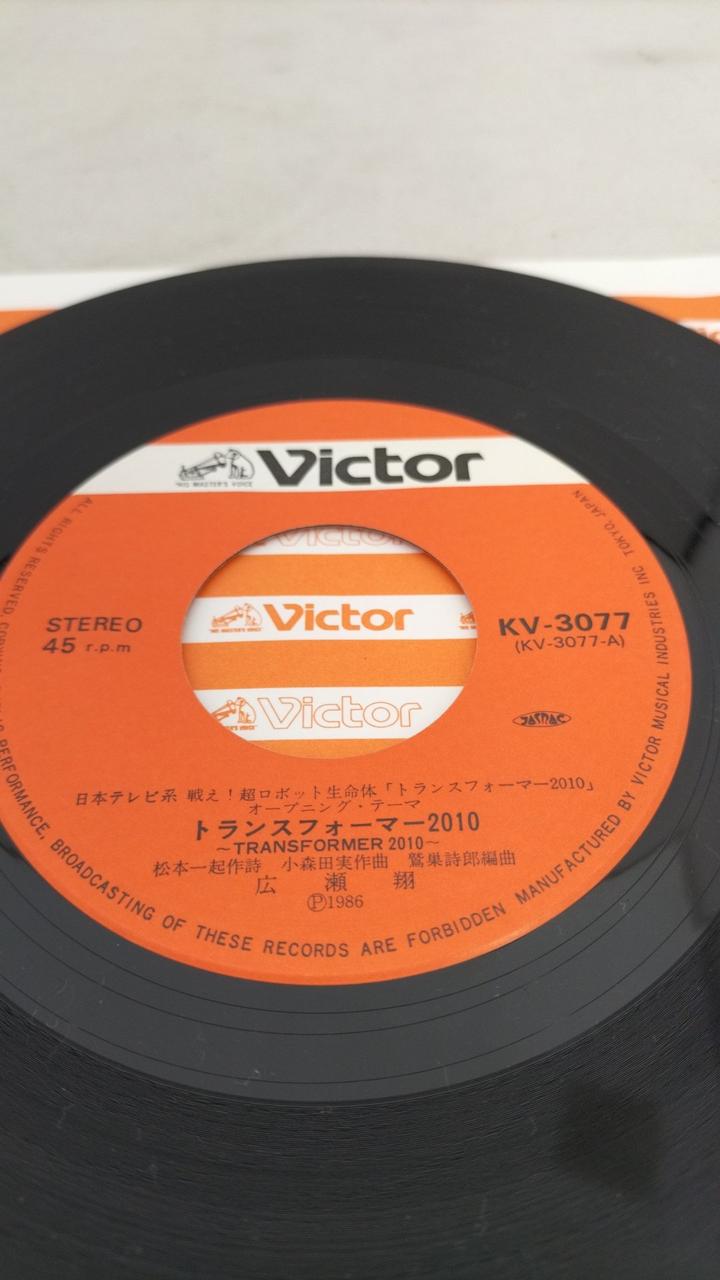 Victor
"HIS MASTER'S VOICE"
Victor
STEREO
45 r.p.m
"HIS MASTER'S VOICE"
Victor
KV-3077
(KV-3077-A)
Victor
JASRAC
日本テレビ系 戦え!超ロボット生命体「トランスフォーマー2010」
オープニング・テーマ
トランスフォーマー2010
~TRANSFORMER 2010~
松本一起作詩 小森田実作曲 鷲巣詩郎編曲
広瀬翔
Ⓟ1986
ALL RIGHTS RESERVED. PERFORMANCE, BROADCASTING OF THESE RECORDS ARE FORBIDDEN MANUFACTURED BY VICTOR MUSICAL INDUSTRIES INC TOKYO, JAPAN